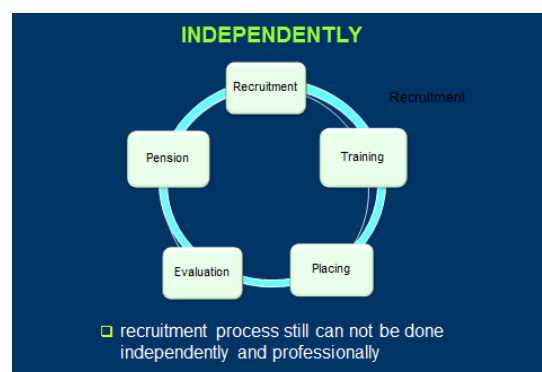 INDEPENDENTLY
Recruitment
Recruitment
Pension
Training
Evaluation
Placing
recruitment process still can not be done
independently and professionally